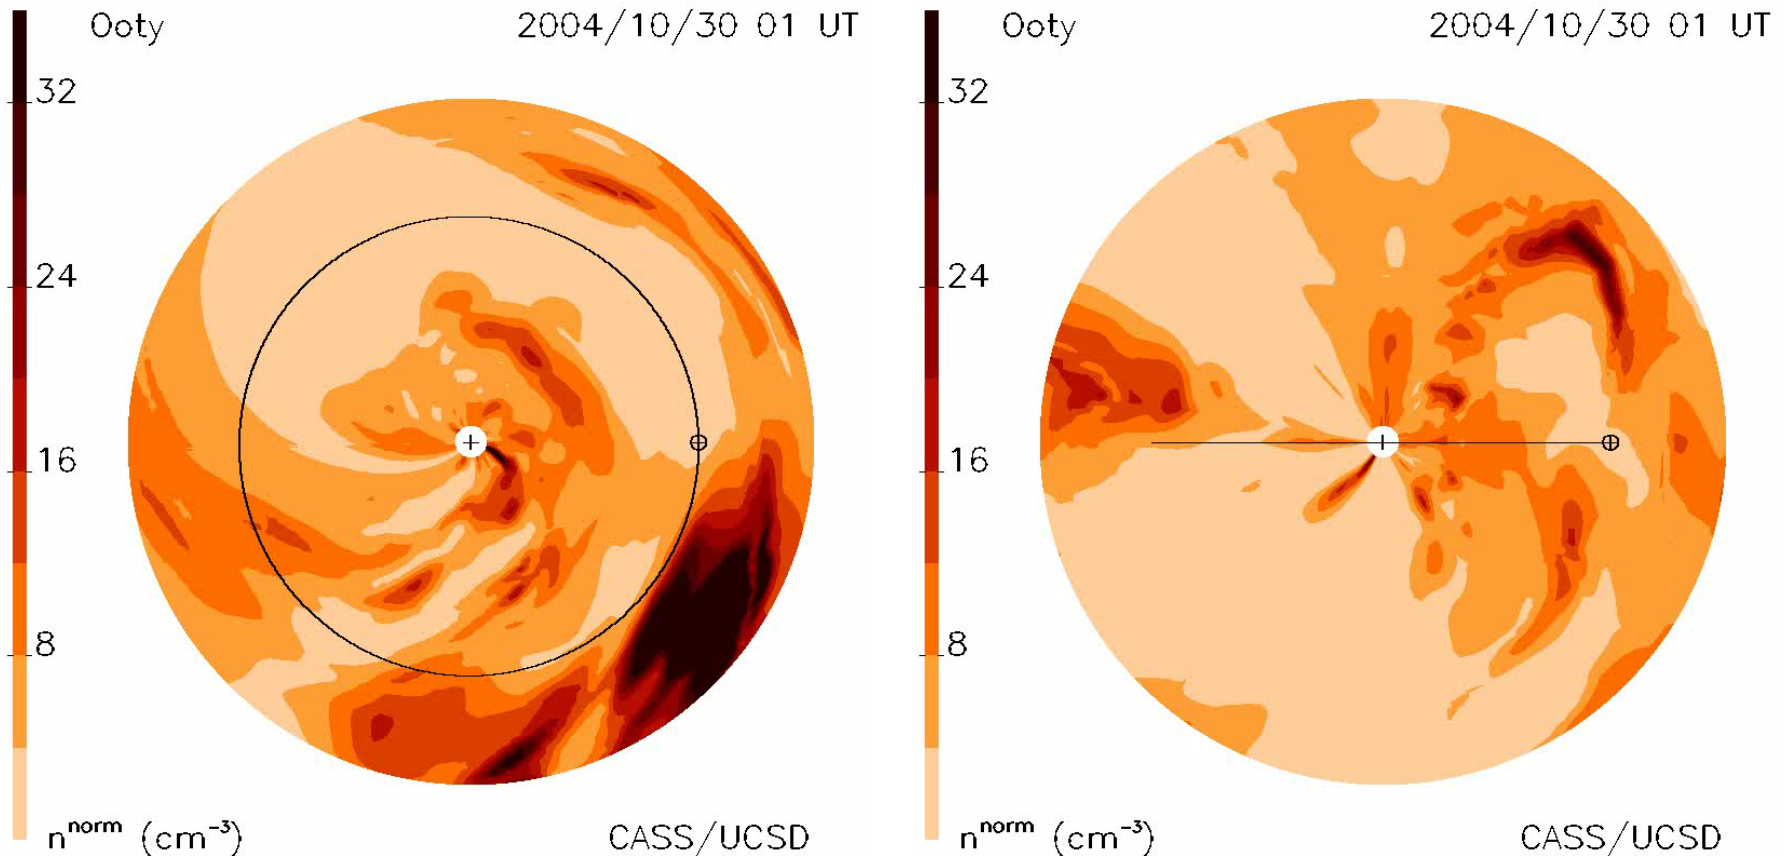 Ooty 2004/10/30 01 UT
32
24
16
8
n^norm (cm^-3) CASS/UCSD
Ooty 2004/10/30 01 UT
32
24
16
8
n^norm (cm^-3) CASS/UCSD